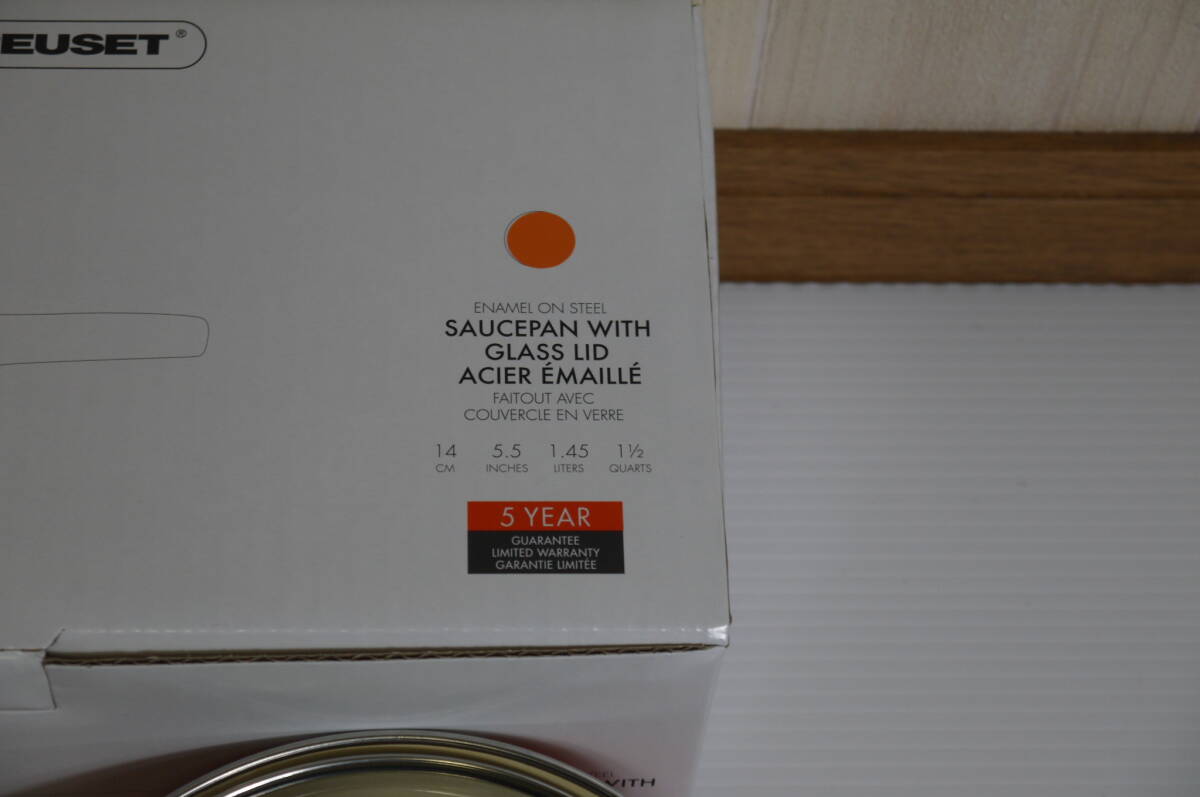 EUSET®
ENAMEL ON STEEL
SAUCEPAN WITH
GLASS LID
ACIER ÉMAILLÉ
FAITOUT AVEC
COUVERCLE EN VERRE
14 5.5 1.45 1½
CM INCHES LITERS QUARTS
5 YEAR
GUARANTEE
LIMITED WARRANTY
GARANTIE LIMITÉE